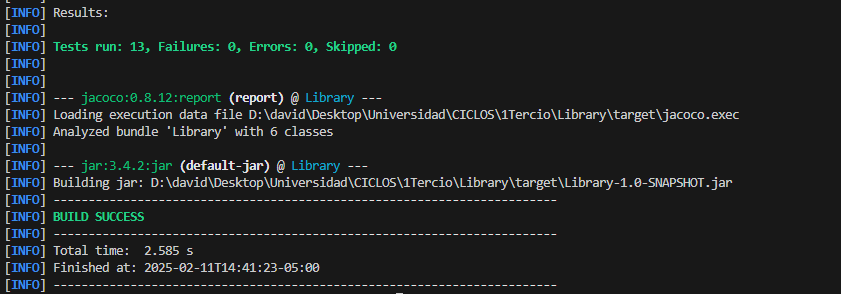 [INFO] Results:
[INFO]
[INFO] Tests run: 13, Failures: 0, Errors: 0, Skipped: 0
[INFO]
[INFO]
[INFO] --- jacoco:0.8.12:report (report) @ Library ---
[INFO] Loading execution data file D:\david\Desktop\Universidad\CICLOS\1Tercio\Library\target\jacoco.exec
[INFO] Analyzed bundle 'Library' with 6 classes
[INFO]
[INFO] --- jar:3.4.2:jar (default-jar) @ Library ---
[INFO] Building jar: D:\david\Desktop\Universidad\CICLOS\1Tercio\Library\target\Library-1.0-SNAPSHOT.jar
[INFO] ------------------------------------------------------------------------
[INFO] BUILD SUCCESS
[INFO] ------------------------------------------------------------------------
[INFO] Total time:  2.585 s
[INFO] Finished at: 2025-02-11T14:41:23-05:00
[INFO] ------------------------------------------------------------------------